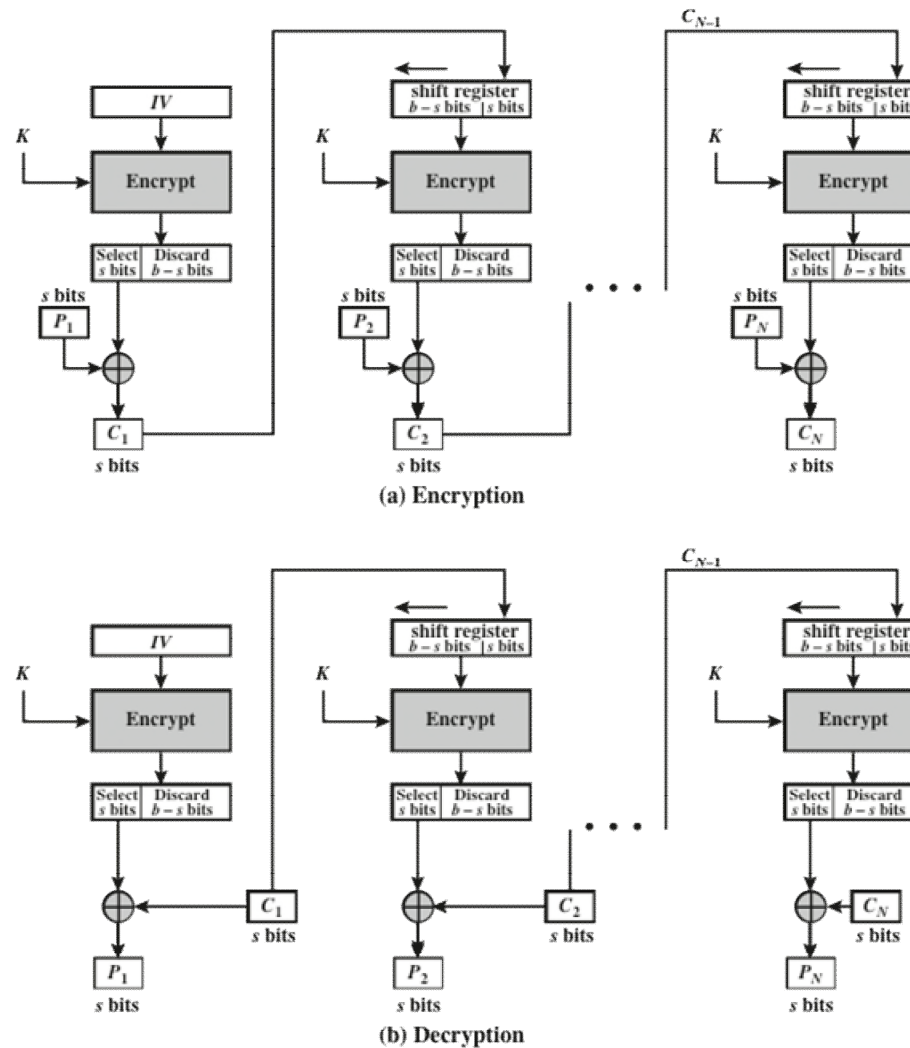 C_{N-1}
shift register
b − s bits | s bits
shift register
b − s bits | s bits
IV
K
K
K
Encrypt
Encrypt
Encrypt
Select Discard
s bits b − s bits
Select Discard
s bits b − s bits
Select Discard
s bits b − s bits
s bits
s bits
s bits
P_1
P_2
P_N
• • •
C_1
C_2
C_N
s bits
s bits
s bits
(a) Encryption
C_{N-1}
shift register
b − s bits | s bits
shift register
b − s bits | s bits
IV
K
K
K
Encrypt
Encrypt
Encrypt
Select Discard
s bits b − s bits
Select Discard
s bits b − s bits
Select Discard
s bits b − s bits
• • •
C_1
C_2
C_N
s bits
s bits
s bits
P_1
P_2
P_N
s bits
s bits
s bits
(b) Decryption